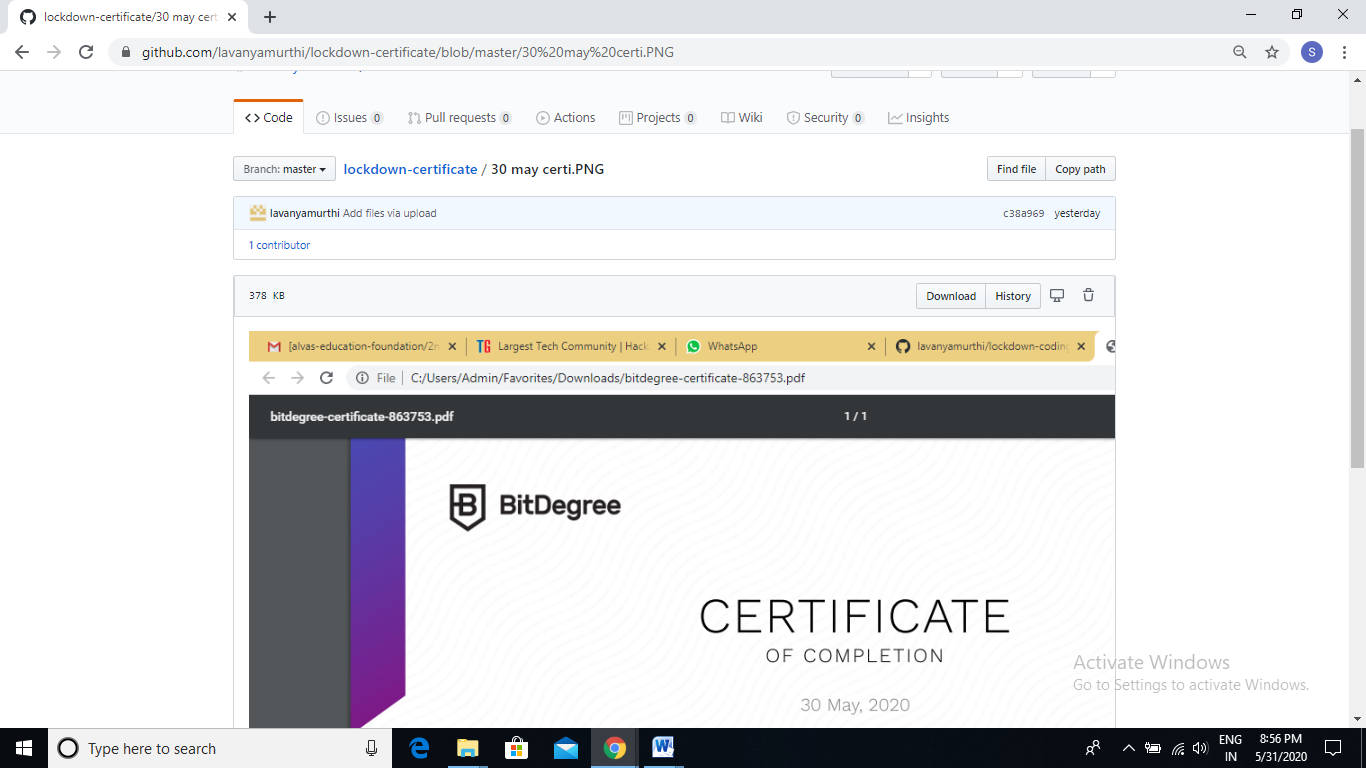 lockdown-certificate/30 may cert
github.com/lavanyamurthi/lockdown-certificate/blob/master/30%20may%20certi.PNG
S
<> Code Issues 0 Pull requests 0 Actions Projects 0 Wiki Security 0 Insights
Branch: master lockdown-certificate / 30 may certi.PNG Find file Copy path
lavanyamurthi Add files via upload c38a969 yesterday
1 contributor
378 KB Download History
[alvas-education-foundation/2n Largest Tech Community | Hack WhatsApp lavanyamurthi/lockdown-coding
File C:/Users/Admin/Favorites/Downloads/bitdegree-certificate-863753.pdf
bitdegree-certificate-863753.pdf 1 / 1
B BitDegree
CERTIFICATE
OF COMPLETION
30 May, 2020
Activate Windows
Go to Settings to activate Windows.
Type here to search
ENG
IN
8:56 PM
5/31/2020